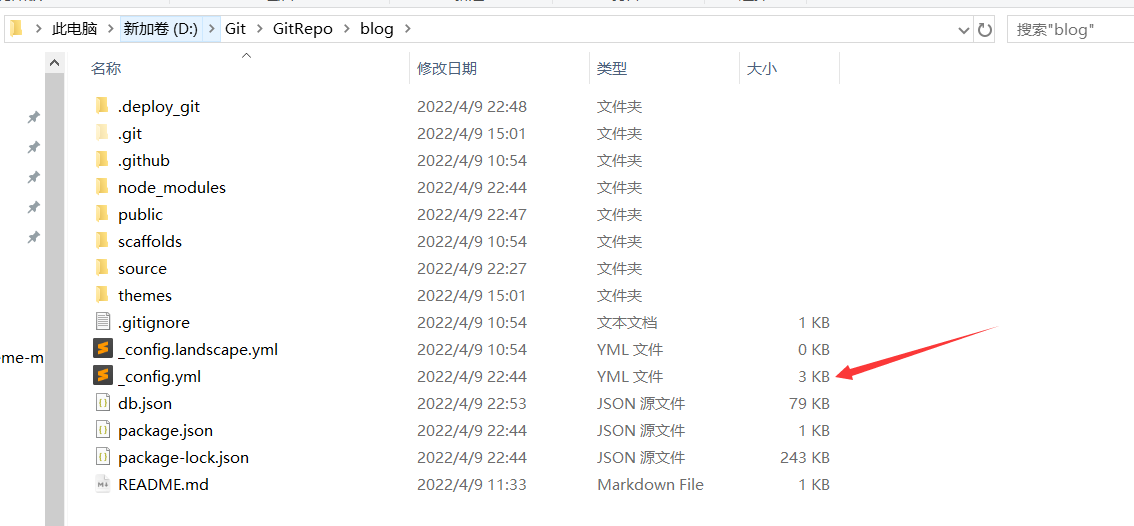 此电脑 新加卷 (D:) Git GitRepo blog 搜索"blog"
名称 修改日期 类型 大小
.deploy_git 2022/4/9 22:48 文件夹
.git 2022/4/9 15:01 文件夹
.github 2022/4/9 10:54 文件夹
node_modules 2022/4/9 22:44 文件夹
public 2022/4/9 22:47 文件夹
scaffolds 2022/4/9 10:54 文件夹
source 2022/4/9 22:27 文件夹
themes 2022/4/9 15:01 文件夹
.gitignore 2022/4/9 10:54 文本文档 1 KB
eme-m _config.landscape.yml 2022/4/9 10:54 YML 文件 0 KB
_config.yml 2022/4/9 22:44 YML 文件 3 KB
db.json 2022/4/9 22:53 JSON 源文件 79 KB
package.json 2022/4/9 22:44 JSON 源文件 1 KB
package-lock.json 2022/4/9 22:44 JSON 源文件 243 KB
README.md 2022/4/9 11:33 Markdown File 1 KB